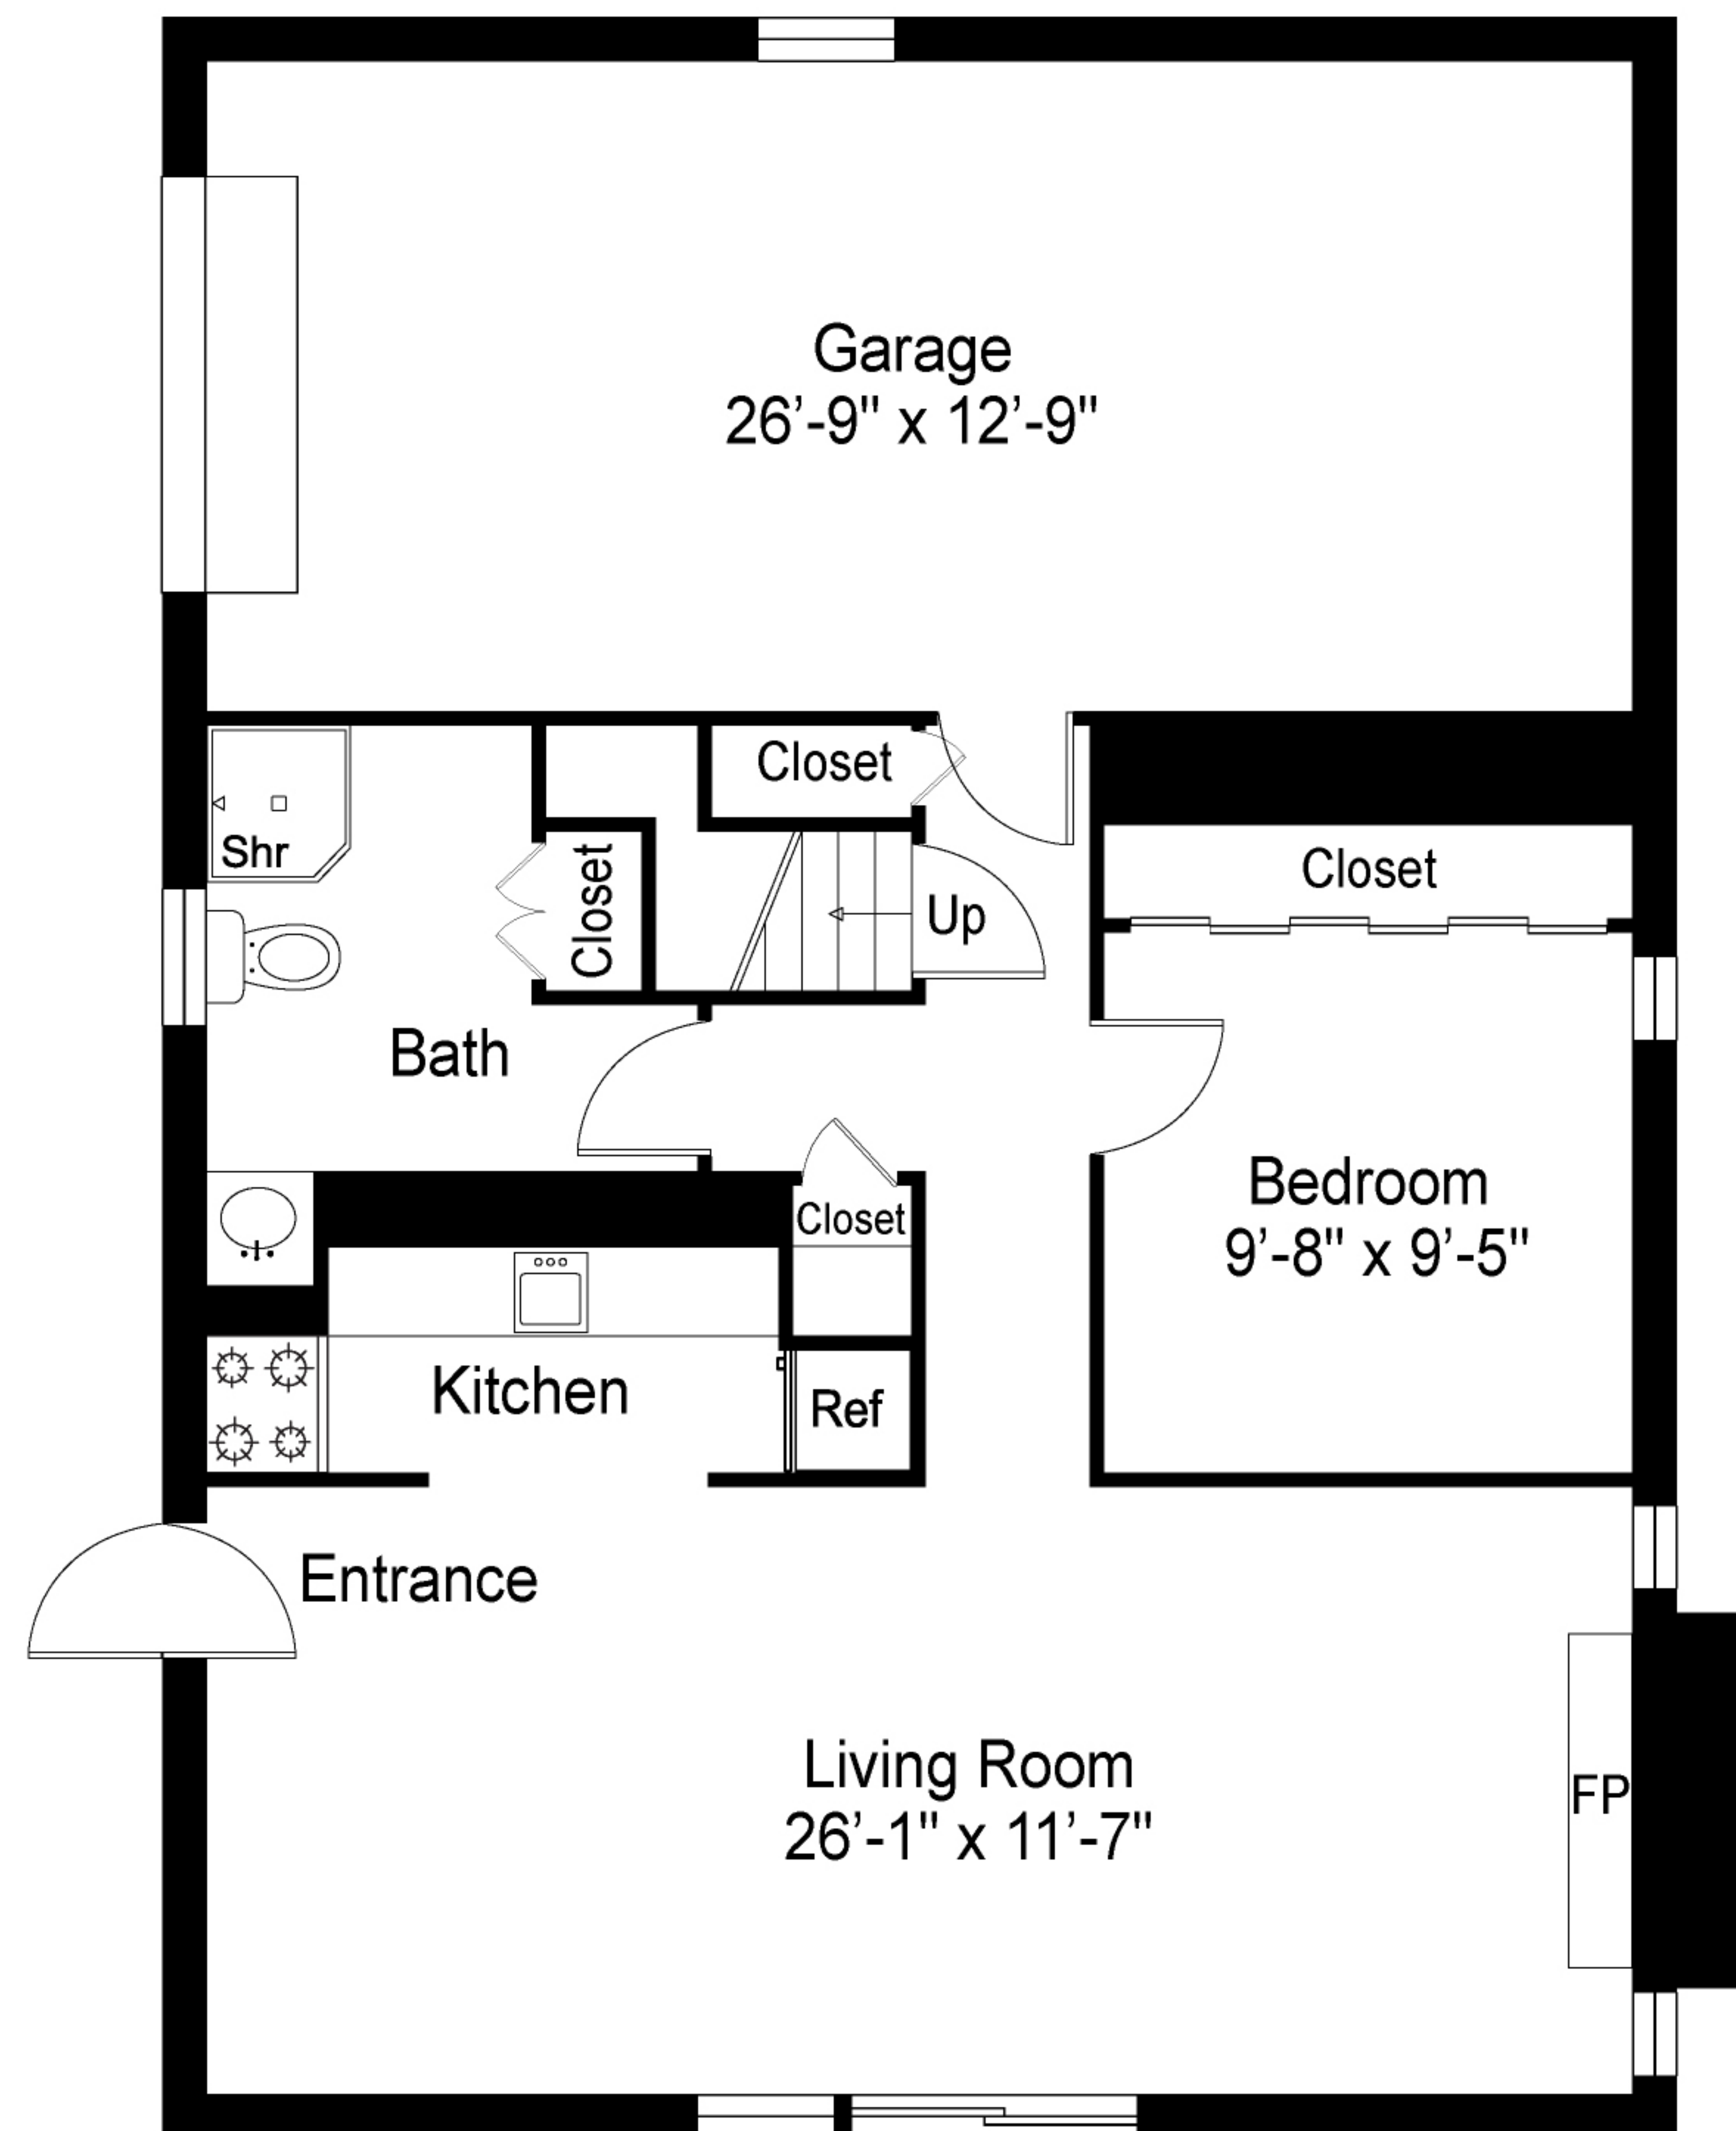 Garage
26’-9" x 12’-9"
Closet
Shr
Closet
Closet
Up
Bath
Bedroom
9’-8" x 9’-5"
Closet
Kitchen
Ref
Entrance
Living Room
26’-1" x 11’-7"
FP